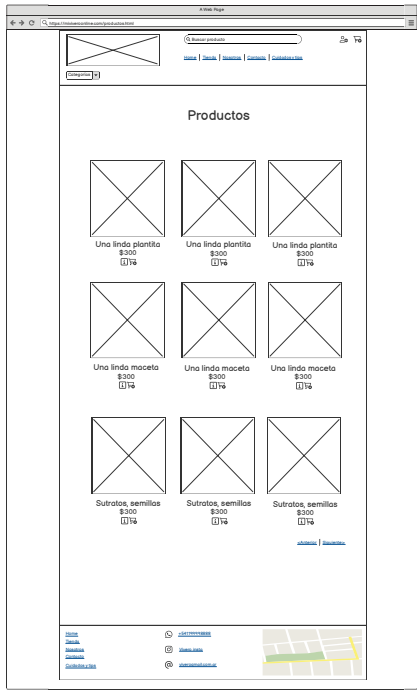 A Web Page
https://miviveroonline.com/productos.html
Buscar producto
Home | Tienda | Nosotros | Contacto | Cuidados y tips
Categorías
Productos
Una linda plantita Una linda plantita Una linda plantita
$300 $300 $300
Una linda maceta Una linda maceta Una linda maceta
$300 $300 $300
Sutratos, semillas Sutratos, semillas Sutratos, semillas
$300 $300 $300
<Anterior | Siguiente>
Home
Tienda
Nosotros
Contacto
Cuidados y tips